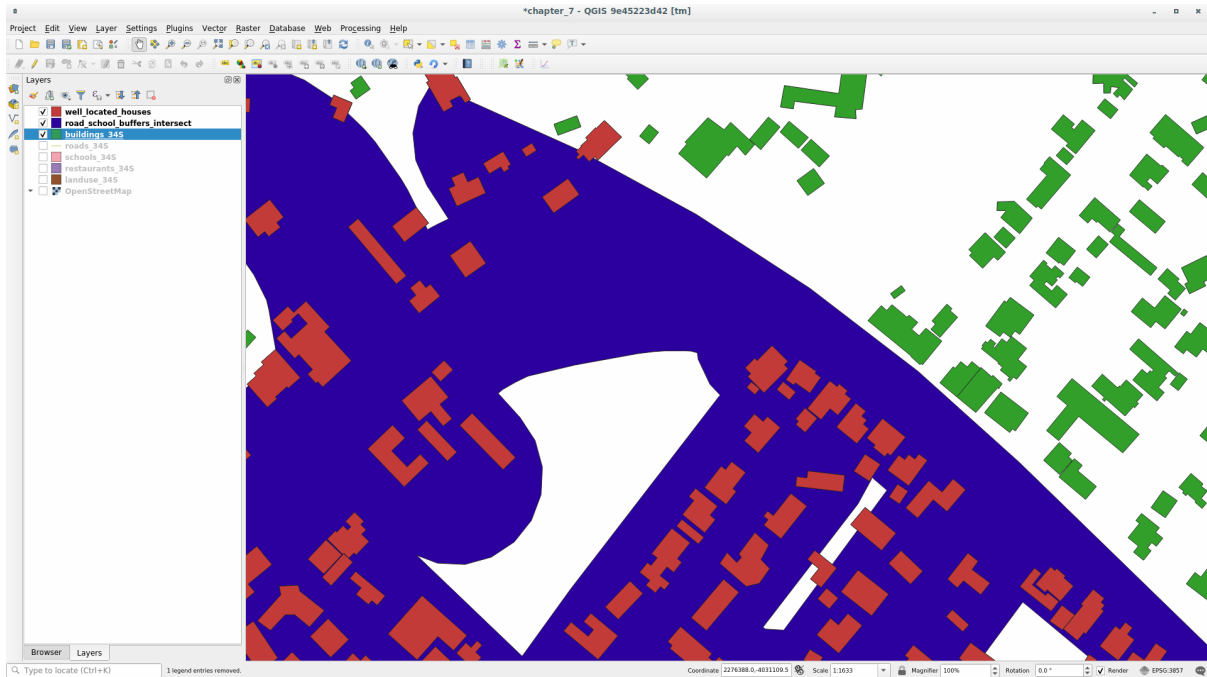 *chapter_7 - QGIS 9e45223d42 [tm]
Project Edit View Layer Settings Plugins Vector Raster Database Web Processing Help
Layers
well_located_houses
road_school_buffers_intersect
buildings_34S
roads_34S
schools_34S
restaurants_34S
landuse_34S
OpenStreetMap
Browser Layers
Type to locate (Ctrl+K) 1 legend entries removed. Coordinate 2276388.0,-4031109.5 Scale 1:1633 Magnifier 100% Rotation 0.0 ° Render EPSG:3857